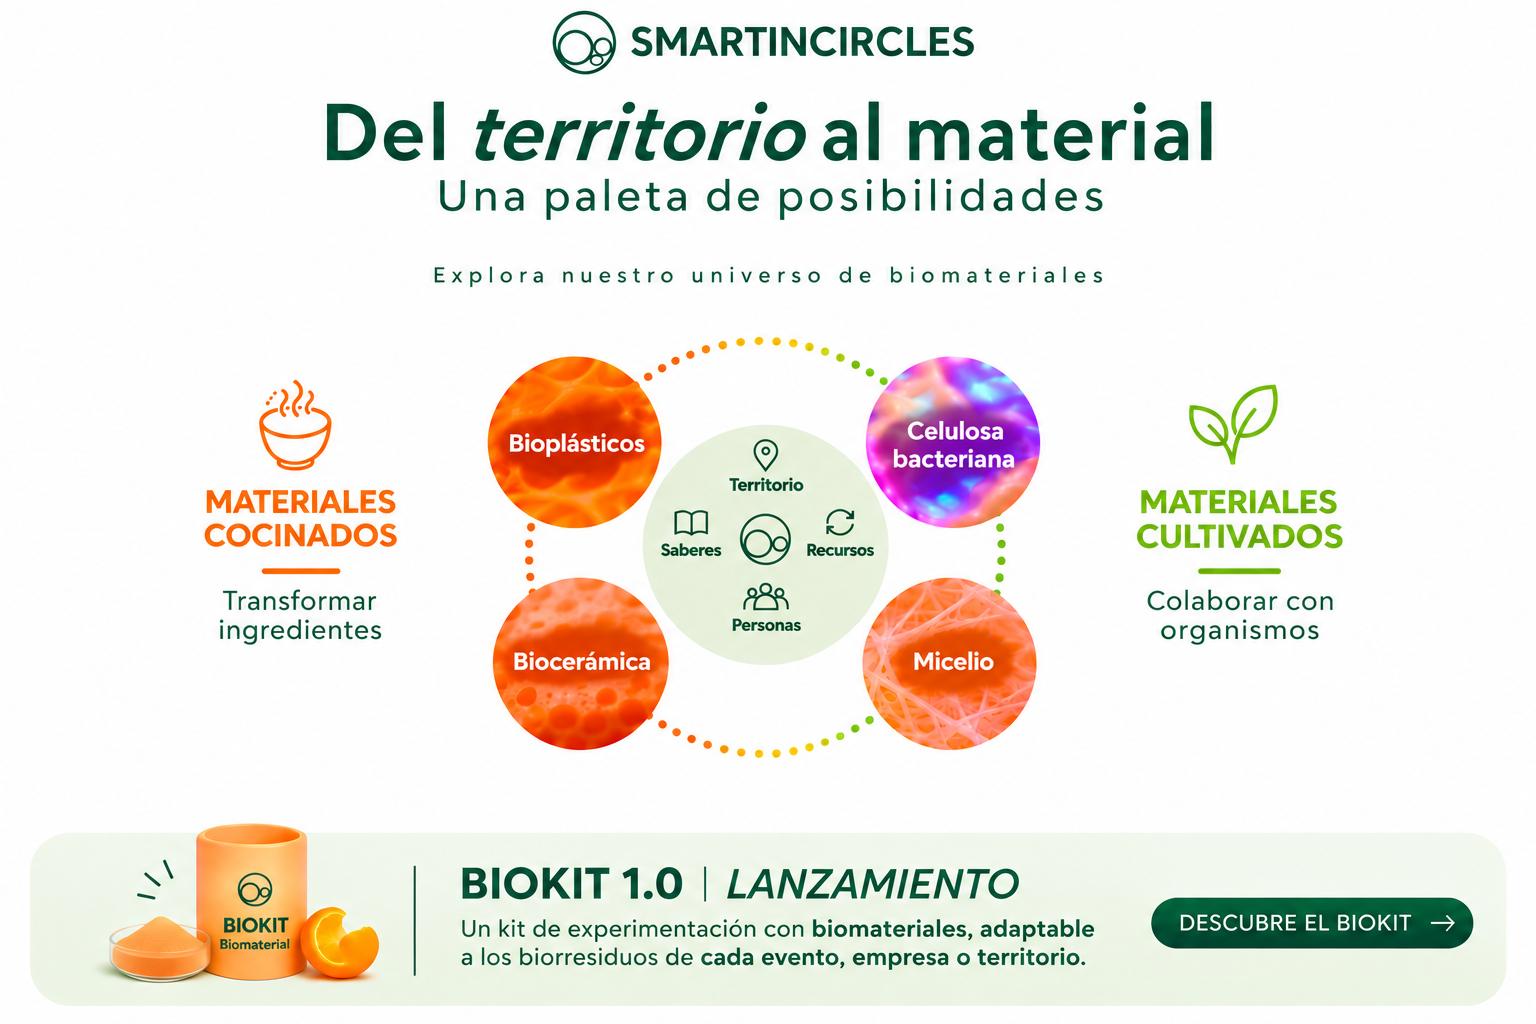 SMARTINCIRCLES
Del territorio al material
Una paleta de posibilidades
Explora nuestro universo de biomateriales
MATERIALES
COCINADOS
Transformar
ingredientes
Bioplásticos
Celulosa
bacteriana
Territorio
Saberes
Recursos
Personas
Biocerámica
Micelio
MATERIALES
CULTIVADOS
Colaborar con
organismos
BIOKIT
Biomaterial
BIOKIT 1.0 | LANZAMIENTO
Un kit de experimentación con biomateriales, adaptable
a los biorresiduos de cada evento, empresa o territorio.
DESCUBRE EL BIOKIT →